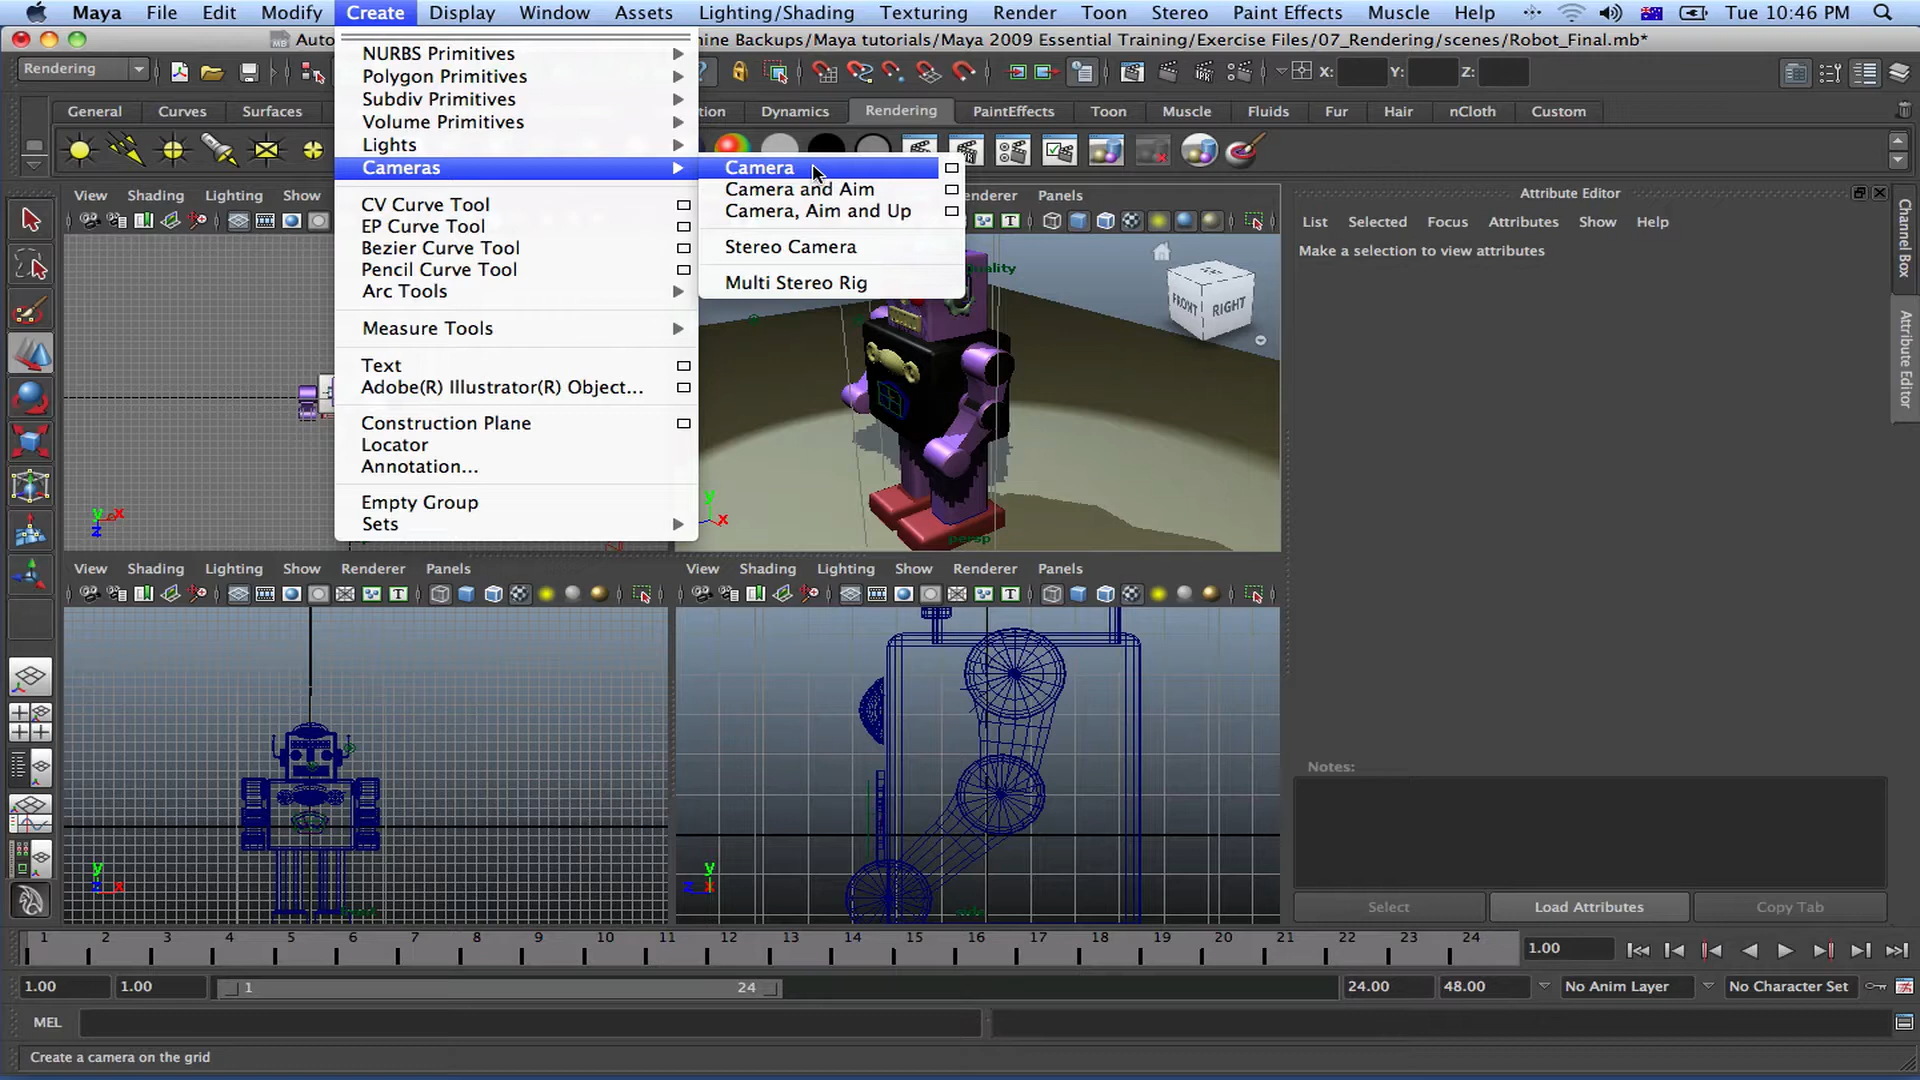 Maya File Edit Modify Create Display Window Assets Lighting/Shading Texturing Render Toon Stereo Paint Effects Muscle Help Tue 10:46 PM
Auto
hine Backups/Maya tutorials/Maya 2009 Essential Training/Exercise Files/07_Rendering/scenes/Robot_Final.mb*
Rendering
X: Y: Z:
General Curves Surfaces
tion Dynamics Rendering PaintEffects Toon Muscle Fluids Fur Hair nCloth Custom
NURBS Primitives
Polygon Primitives
Subdiv Primitives
Volume Primitives
Lights
Cameras
CV Curve Tool
EP Curve Tool
Bezier Curve Tool
Pencil Curve Tool
Arc Tools
Measure Tools
Text
Adobe(R) Illustrator(R) Object...
Construction Plane
Locator
Annotation...
Empty Group
Sets
Camera
Camera and Aim
Camera, Aim and Up
Stereo Camera
Multi Stereo Rig
View Shading Lighting Show
enderer Panels
uality
FRONT RIGHT
y x z
y x
persp
Attribute Editor
List Selected Focus Attributes Show Help
Make a selection to view attributes
Channel Box
Attribute Editor
View Shading Lighting Show Renderer Panels
View Shading Lighting Show Renderer Panels
y z x
front
y z x
side
Notes:
Select Load Attributes Copy Tab
1 2 3 4 5 6 7 8 9 10 11 12 13 14 15 16 17 18 19 20 21 22 23 24 1.00
1.00 1.00 1 24 24.00 48.00 No Anim Layer No Character Set
MEL
Create a camera on the grid